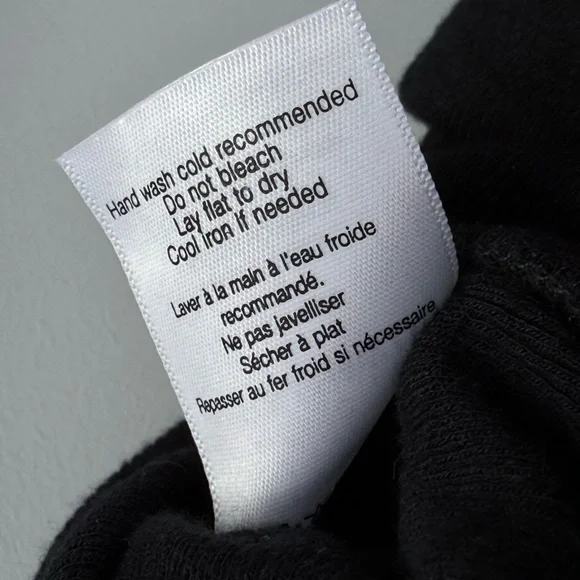 Hand wash cold recommended
Do not bleach
Lay flat to dry
Cool iron if needed
Laver à la main à l'eau froide
recommandé.
Ne pas javelliser
Sécher à plat
Repasser au fer froid si nécessaire